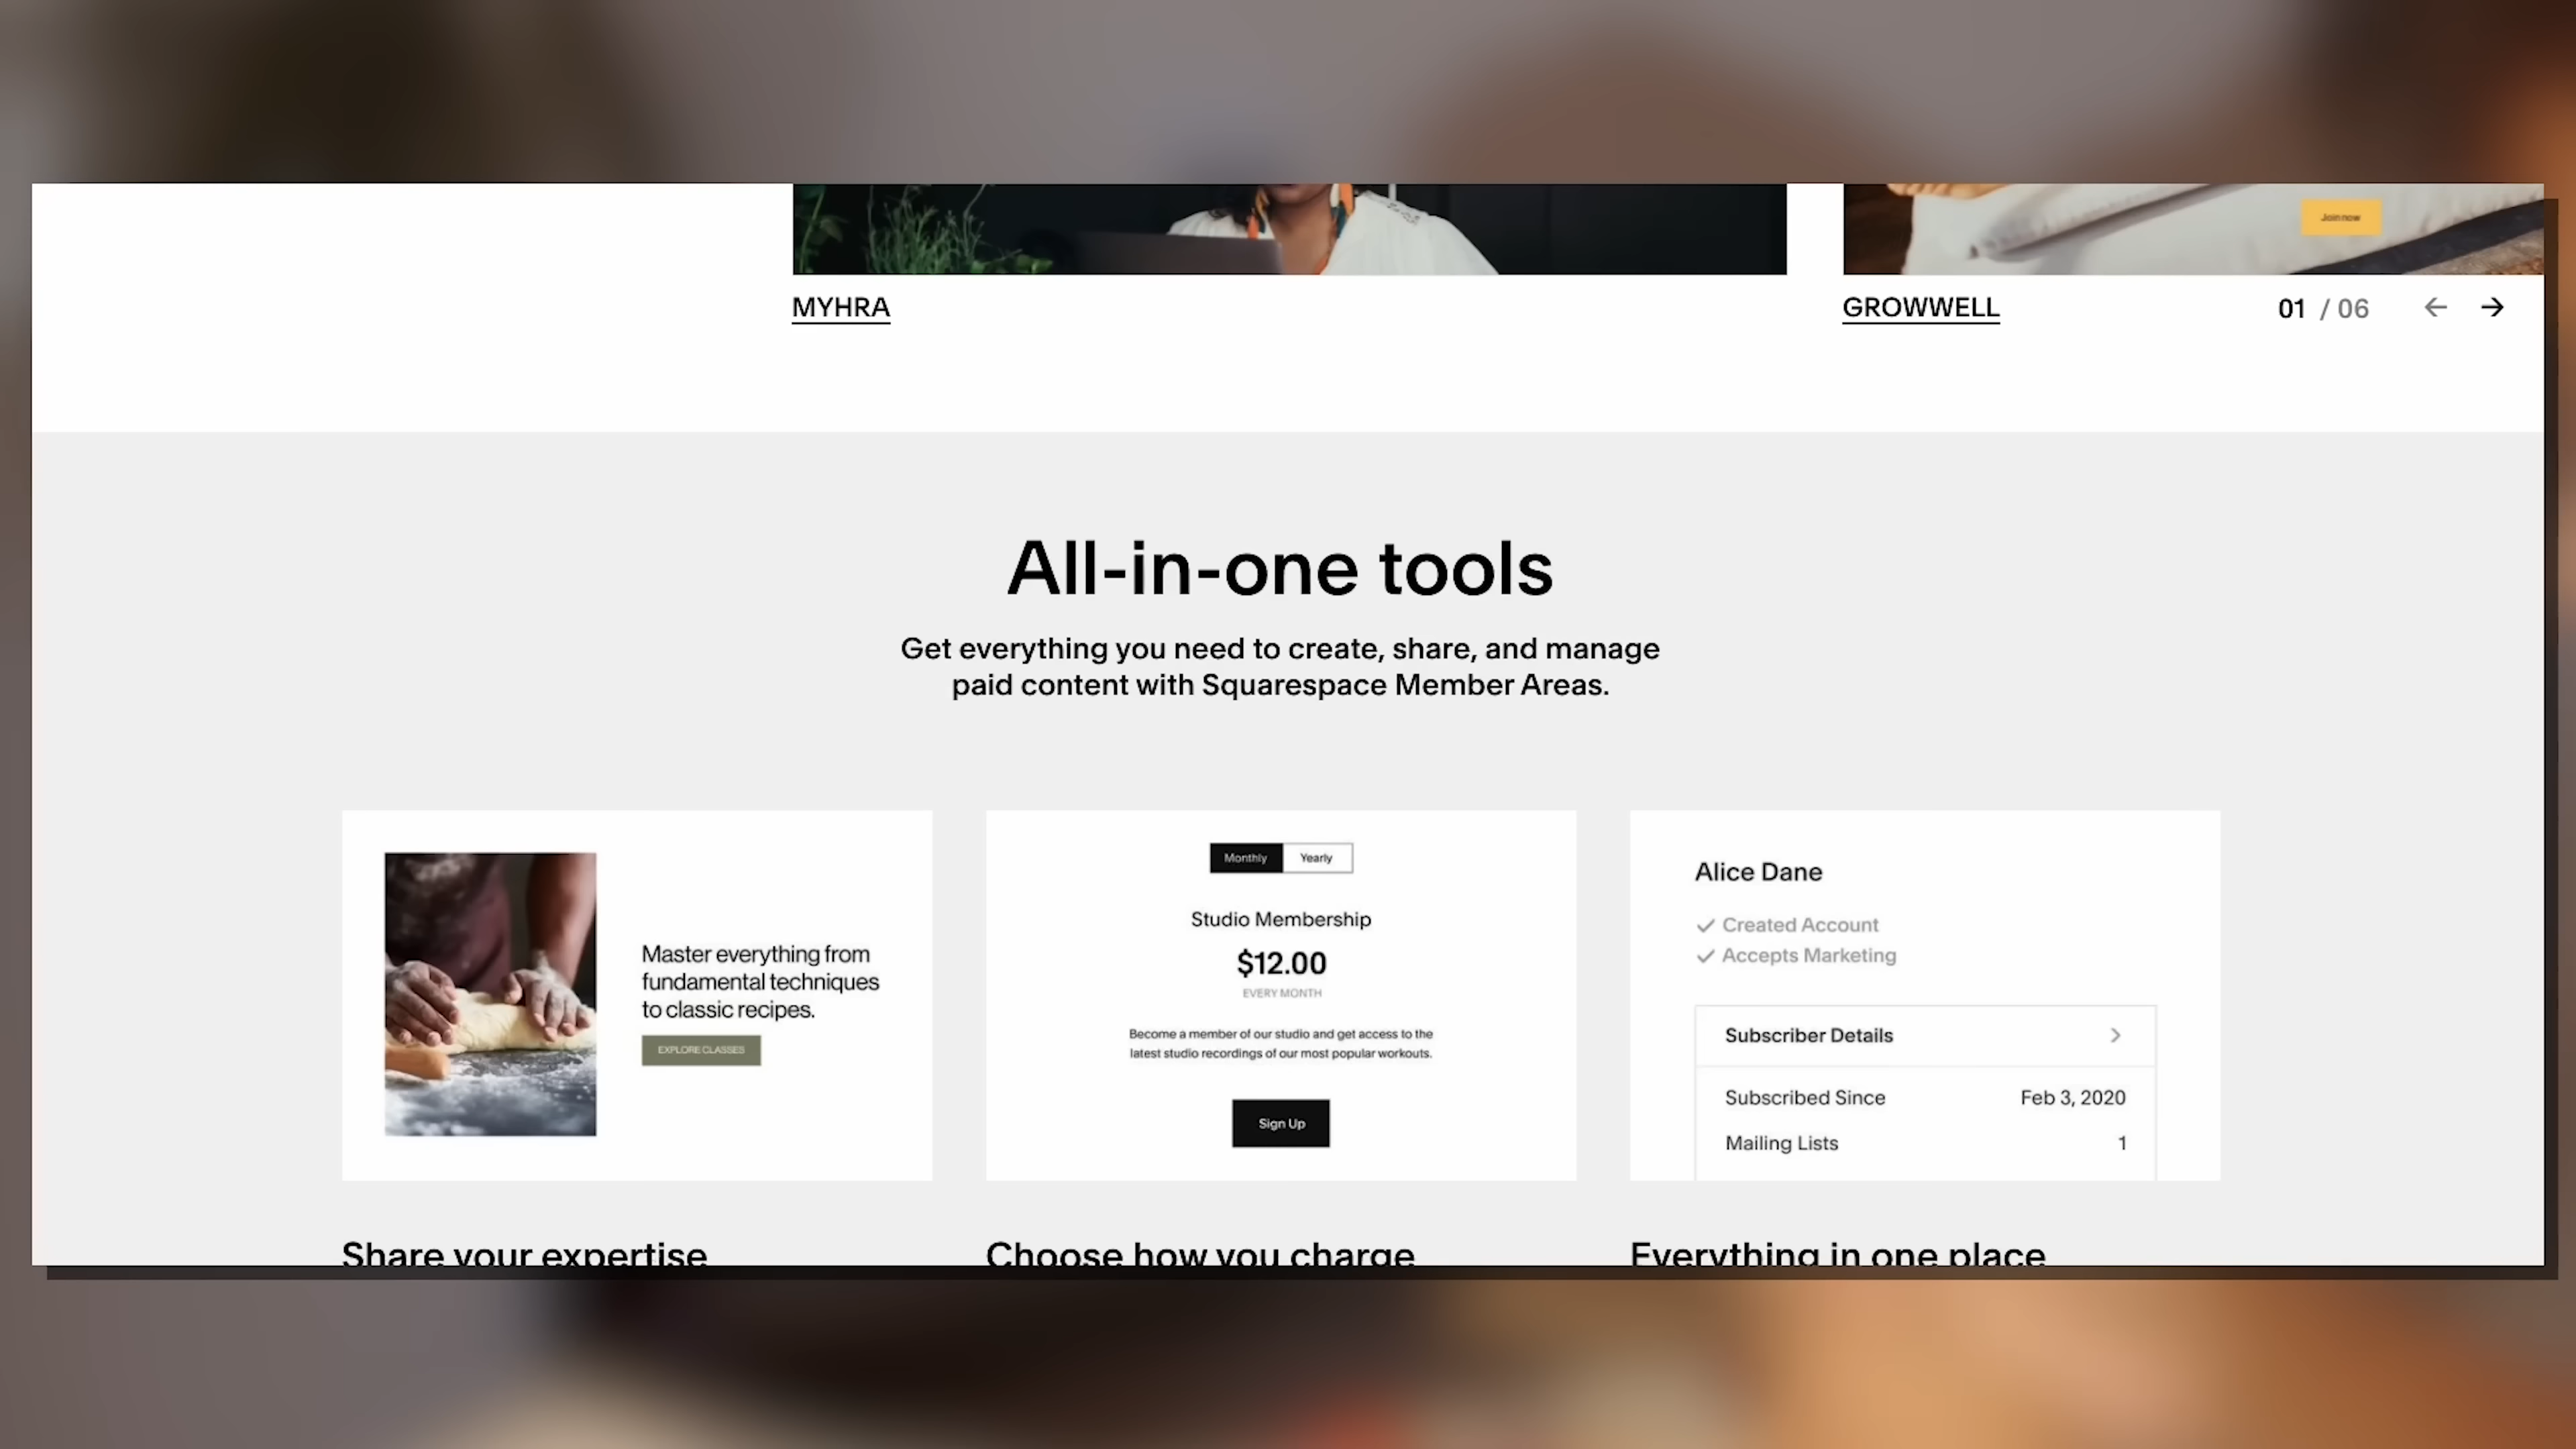 Join now
MYHRA
GROWWELL
01 / 06
All-in-one tools
Get everything you need to create, share, and manage
paid content with Squarespace Member Areas.
Master everything from
fundamental techniques
to classic recipes.
EXPLORE CLASSES
Monthly
Yearly
Studio Membership
$12.00
EVERY MONTH
Become a member of our studio and get access to the
latest studio recordings of our most popular workouts.
Sign Up
Alice Dane
Created Account
Accepts Marketing
Subscriber Details
Subscribed Since Feb 3, 2020
Mailing Lists 1
Share your expertise
Choose how you charge
Everything in one place